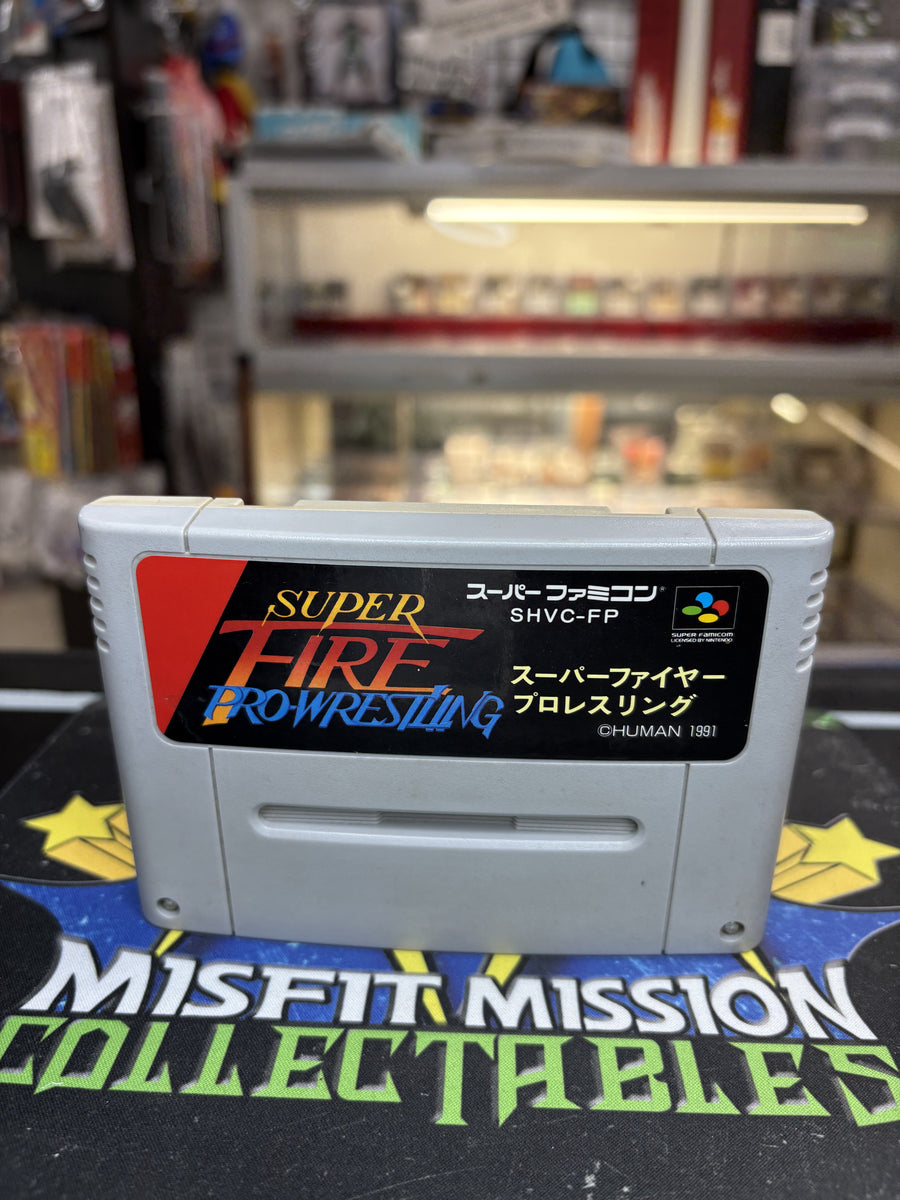 SUPER
FIRE
PRO-WRESTLING
スーパーファミコン®
SHVC-FP
SUPER FAMICOM
LICENSED BY NINTENDO
スーパーファイヤー
プロレスリング
©HUMAN 1991
MISFIT MISSION
COLLECTABLES